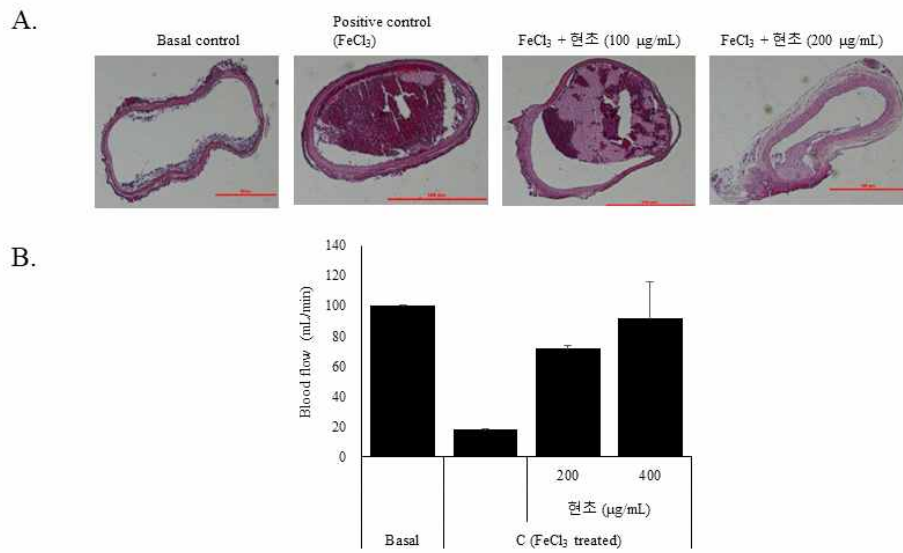 A.
Basal control
Positive control
(FeCl₃)
FeCl₃ + 현초 (100 μg/mL)
FeCl₃ + 현초 (200 μg/mL)
B.
Blood flow (mL/min)
140
120
100
80
60
40
20
0
200
400
현초 (μg/mL)
Basal
C (FeCl₃ treated)